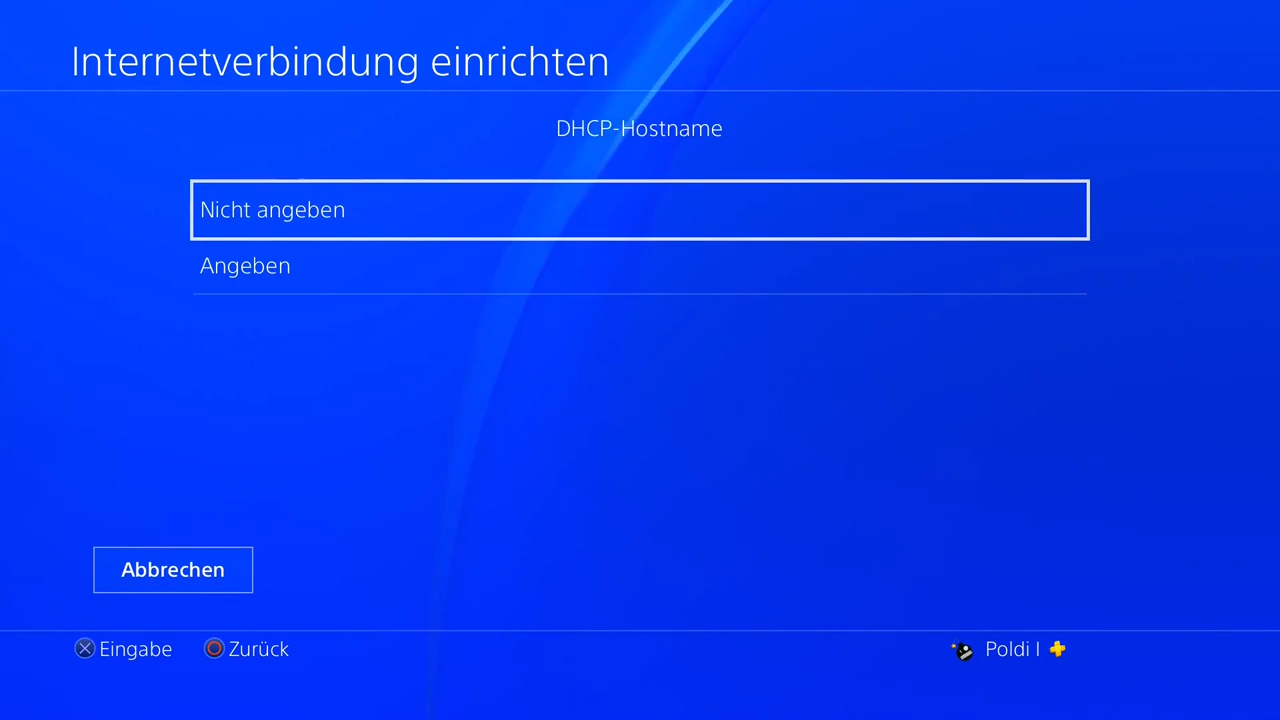 Internetverbindung einrichten
DHCP-Hostname
Nicht angeben
Angeben
Abbrechen
Eingabe Zurück Poldi I